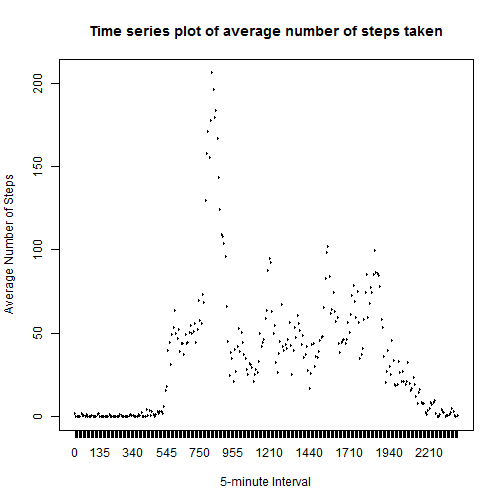 Time series plot of average number of steps taken
Average Number of Steps
200
150
100
50
0
0 135 340 545 750 955 1210 1440 1710 1940 2210
5-minute Interval